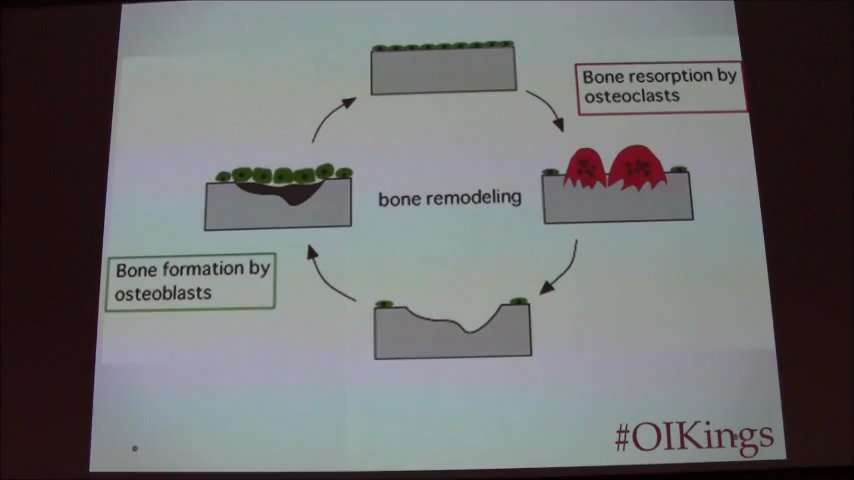 Bone resorption by
osteoclasts
bone remodeling
Bone formation by
osteoblasts
#OIKings